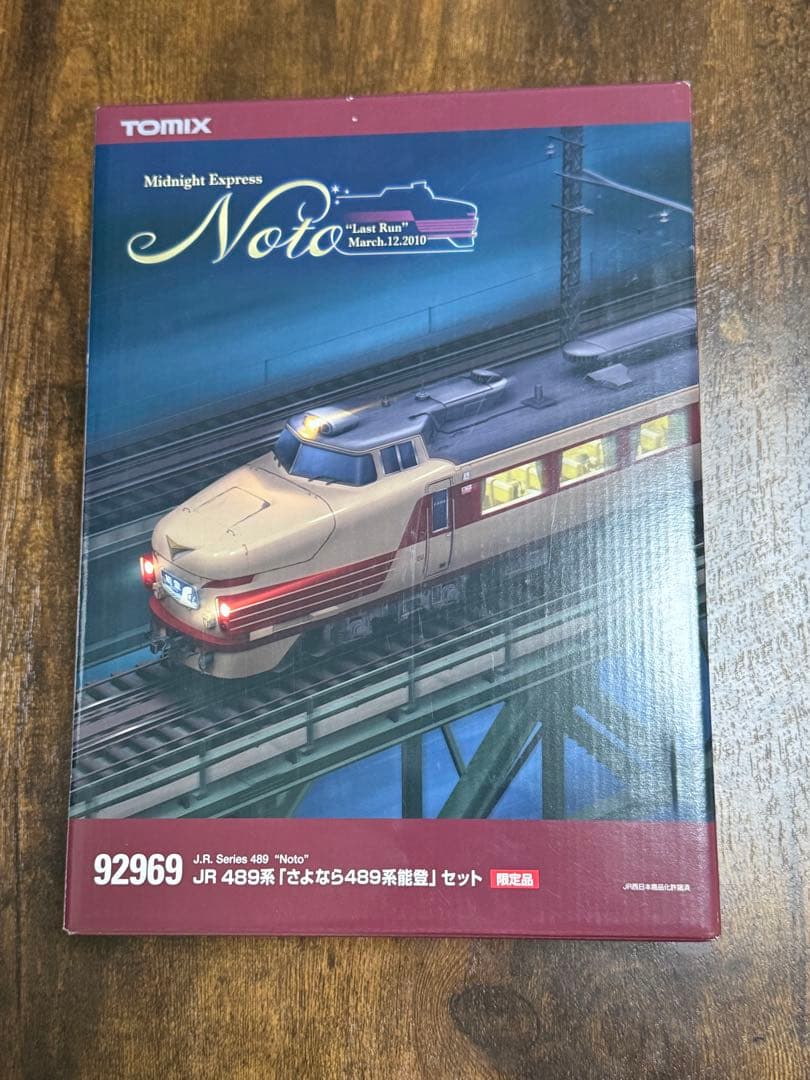 TOMIX
Midnight Express
Noto
"Last Run"
March.12.2010
92969
J.R. Series 489 "Noto"
JR 489系「さよなら489系能登」セット 限定品
JR西日本商品化許諾済